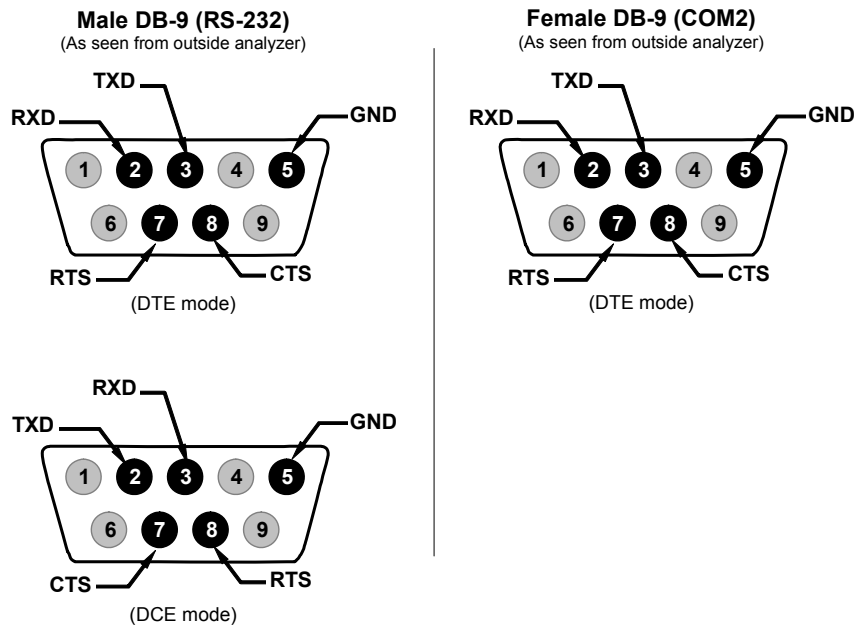 Male DB-9 (RS-232)
(As seen from outside analyzer)
TXD
RXD
GND
1 2 3 4 5
6 7 8 9
RTS
CTS
(DTE mode)
RXD
TXD
GND
1 2 3 4 5
6 7 8 9
CTS
RTS
(DCE mode)
Female DB-9 (COM2)
(As seen from outside analyzer)
TXD
RXD
GND
1 2 3 4 5
6 7 8 9
RTS
CTS
(DTE mode)